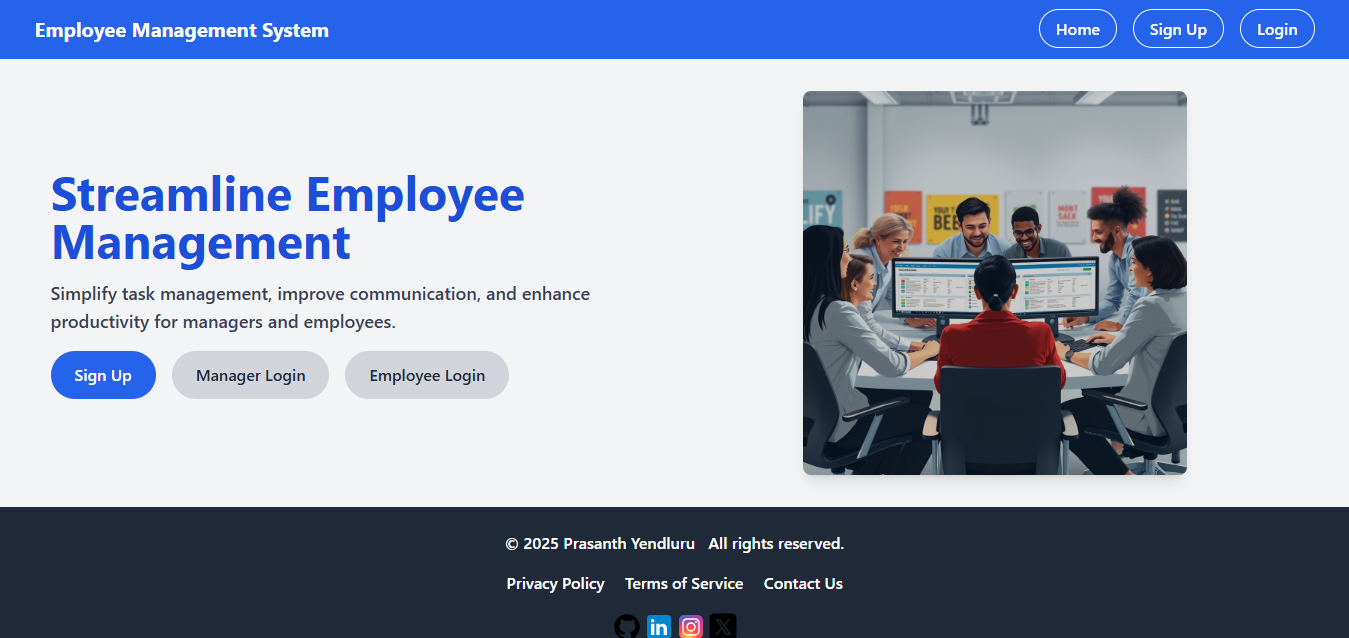 Employee Management System
Home
Sign Up
Login
Streamline Employee
Management
Simplify task management, improve communication, and enhance
productivity for managers and employees.
Sign Up
Manager Login
Employee Login
BEE
© 2025 Prasanth Yendluru All rights reserved.
Privacy Policy
Terms of Service
Contact Us
in